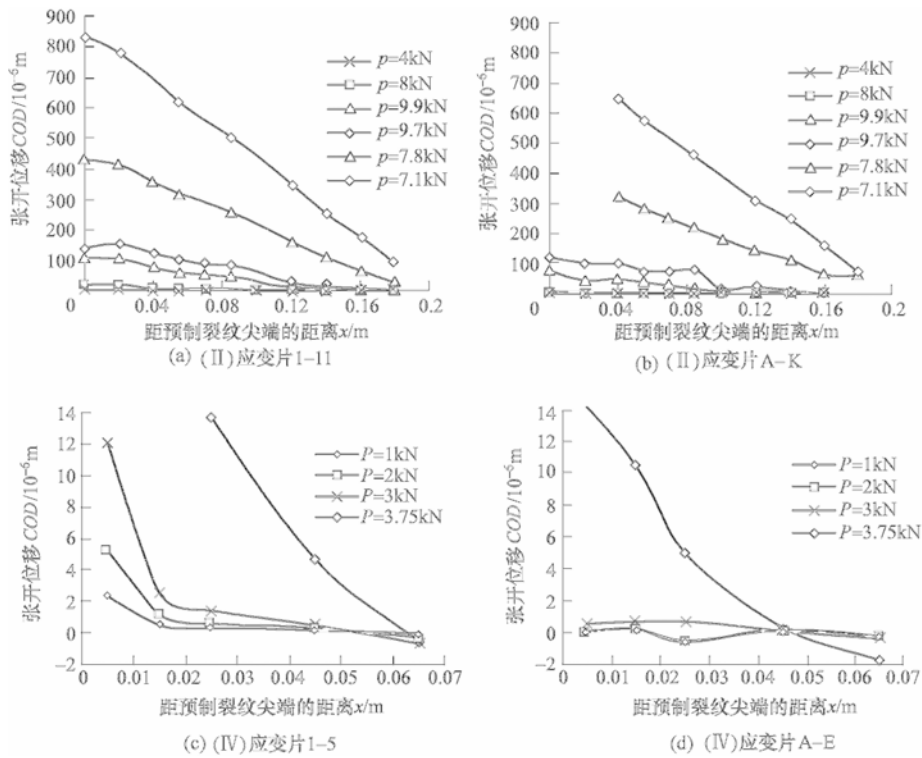 900
800
700
600
500
400
300
200
100
张开位移COD/10⁻⁶m
p=4kN
p=8kN
p=9.9kN
p=9.7kN
p=7.8kN
p=7.1kN
0 0.04 0.08 0.12 0.16 0.2
距预制裂纹尖端的距离x/m
(a) (Ⅱ)应变片1–11
900
800
700
600
500
400
300
200
100
张开位移COD/10⁻⁶m
p=4kN
P=8kN
p=9.9kN
P=9.7kN
P=7.8kN
P=7.1kN
0 0.04 0.08 0.12 0.16 0.2
距预制裂纹尖端的距离x/m
(b) (Ⅱ)应变片A–K
14
12
10
8
6
4
2
0
−2
张开位移COD/10⁻⁶m
P=1kN
P=2kN
P=3kN
P=3.75kN
0 0.01 0.02 0.03 0.04 0.05 0.06 0.07
距预制裂纹尖端的距离x/m
(c) (Ⅳ)应变片1–5
14
12
10
8
6
4
2
0
−2
张开位移COD/10⁻⁶m
P=1kN
P=2kN
P=3kN
P=3.75kN
0 0.01 0.02 0.03 0.04 0.05 0.06 0.07
距预制裂纹尖端的距离x/m
(d) (Ⅳ)应变片A–E